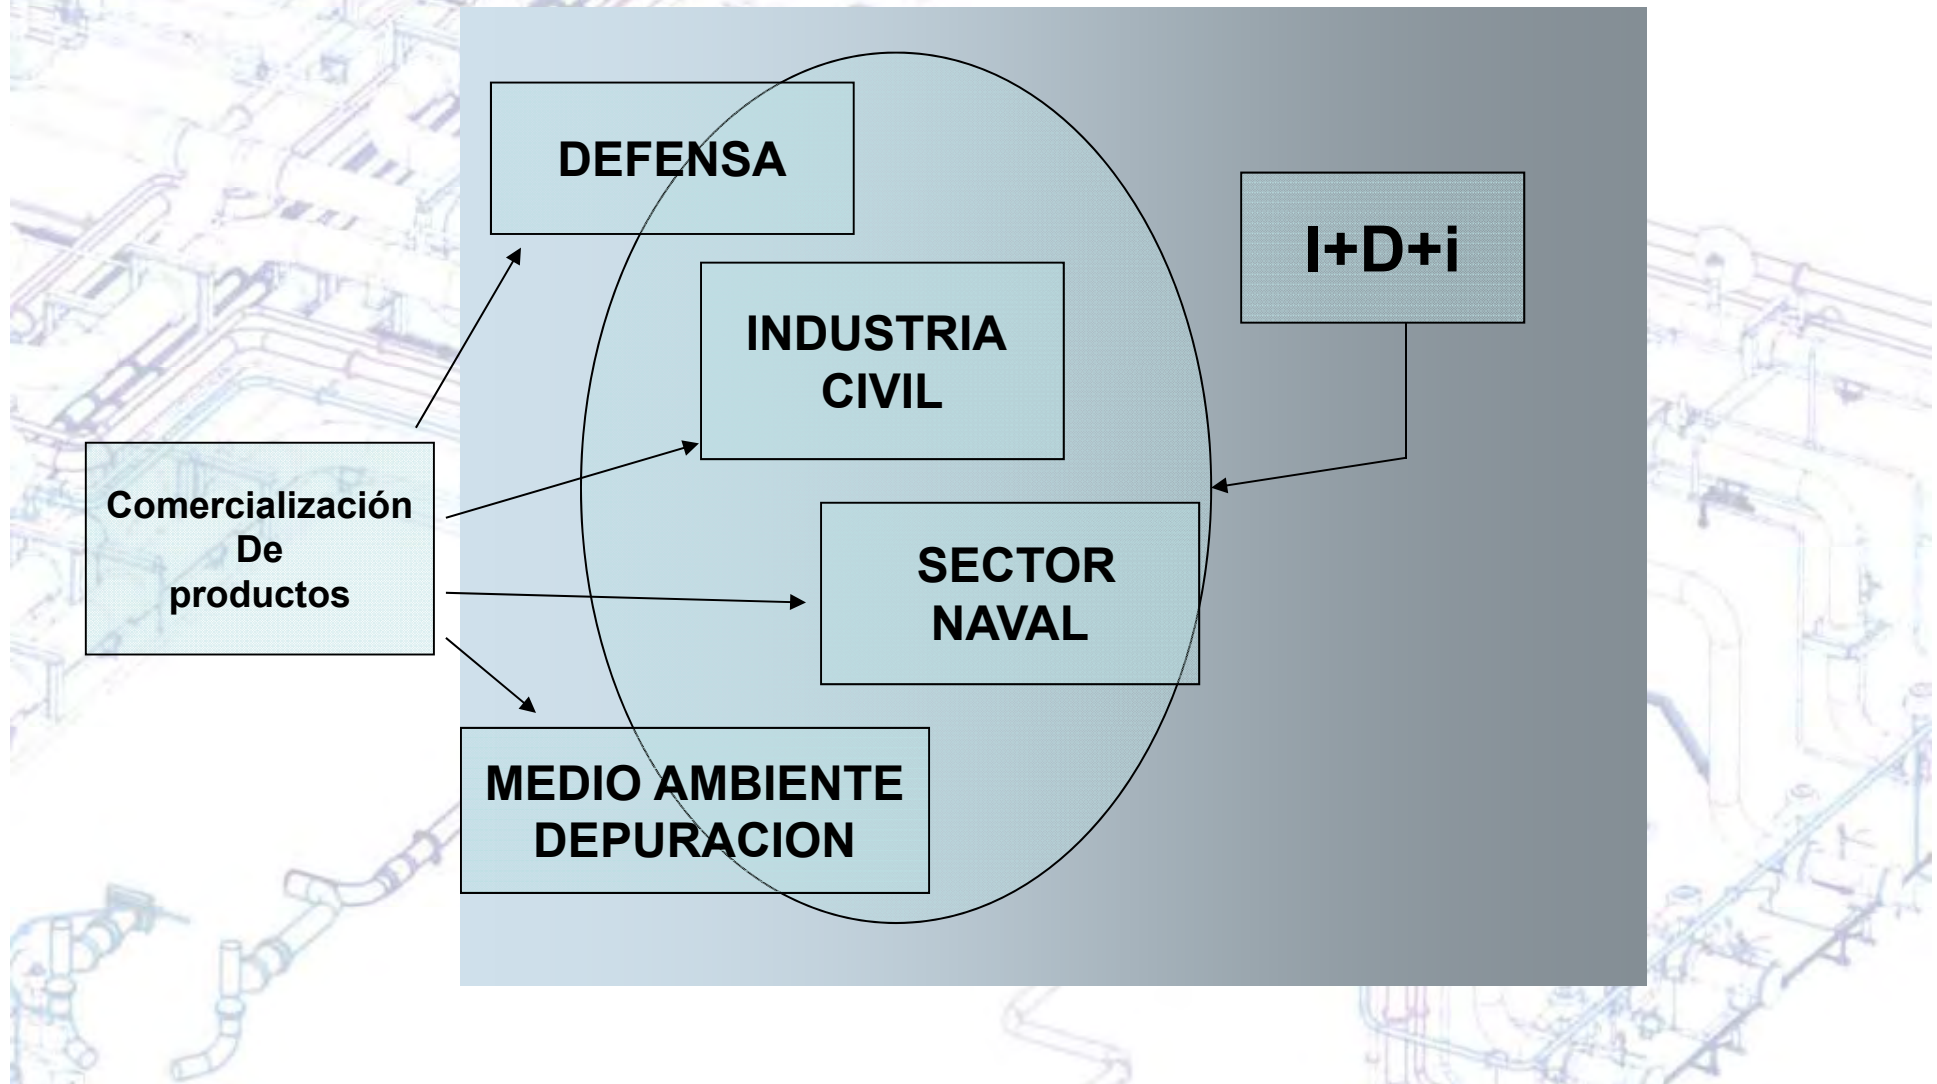 DEFENSA
I+D+i
INDUSTRIA
CIVIL
Comercialización
De
productos
SECTOR
NAVAL
MEDIO AMBIENTE
DEPURACION